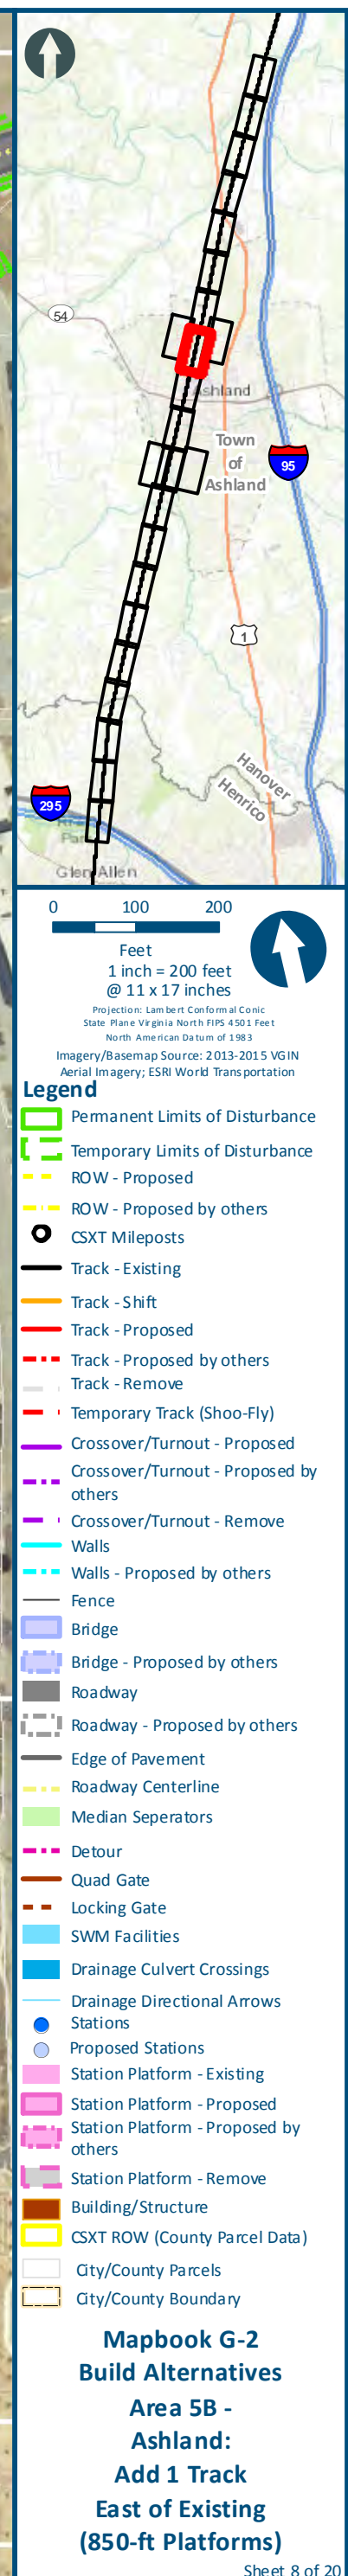 54
Ashland
Town
of
Ashland
95
1
Hanover
Henrico
295
Glen Allen
0 100 200
Feet
1 inch = 200 feet
@ 11 x 17 inches
Projection: Lambert Conformal Conic
State Plane Virginia North FIPS 4501 Feet
North American Datum of 1983
Imagery/Basemap Source: 2013-2015 VGIN
Aerial Imagery; ESRI World Transportation
Legend
Permanent Limits of Disturbance
Temporary Limits of Disturbance
ROW - Proposed
ROW - Proposed by others
CSXT Mileposts
Track - Existing
Track - Shift
Track - Proposed
Track - Proposed by others
Track - Remove
Temporary Track (Shoo-Fly)
Crossover/Turnout - Proposed
Crossover/Turnout - Proposed by
others
Crossover/Turnout - Remove
Walls
Walls - Proposed by others
Fence
Bridge
Bridge - Proposed by others
Roadway
Roadway - Proposed by others
Edge of Pavement
Roadway Centerline
Median Seperators
Detour
Quad Gate
Locking Gate
SWM Facilities
Drainage Culvert Crossings
Drainage Directional Arrows
Stations
Proposed Stations
Station Platform - Existing
Station Platform - Proposed
Station Platform - Proposed by
others
Station Platform - Remove
Building/Structure
CSXT ROW (County Parcel Data)
City/County Parcels
City/County Boundary
Mapbook G-2
Build Alternatives
Area 5B -
Ashland:
Add 1 Track
East of Existing
(850-ft Platforms)
Sheet 8 of 20